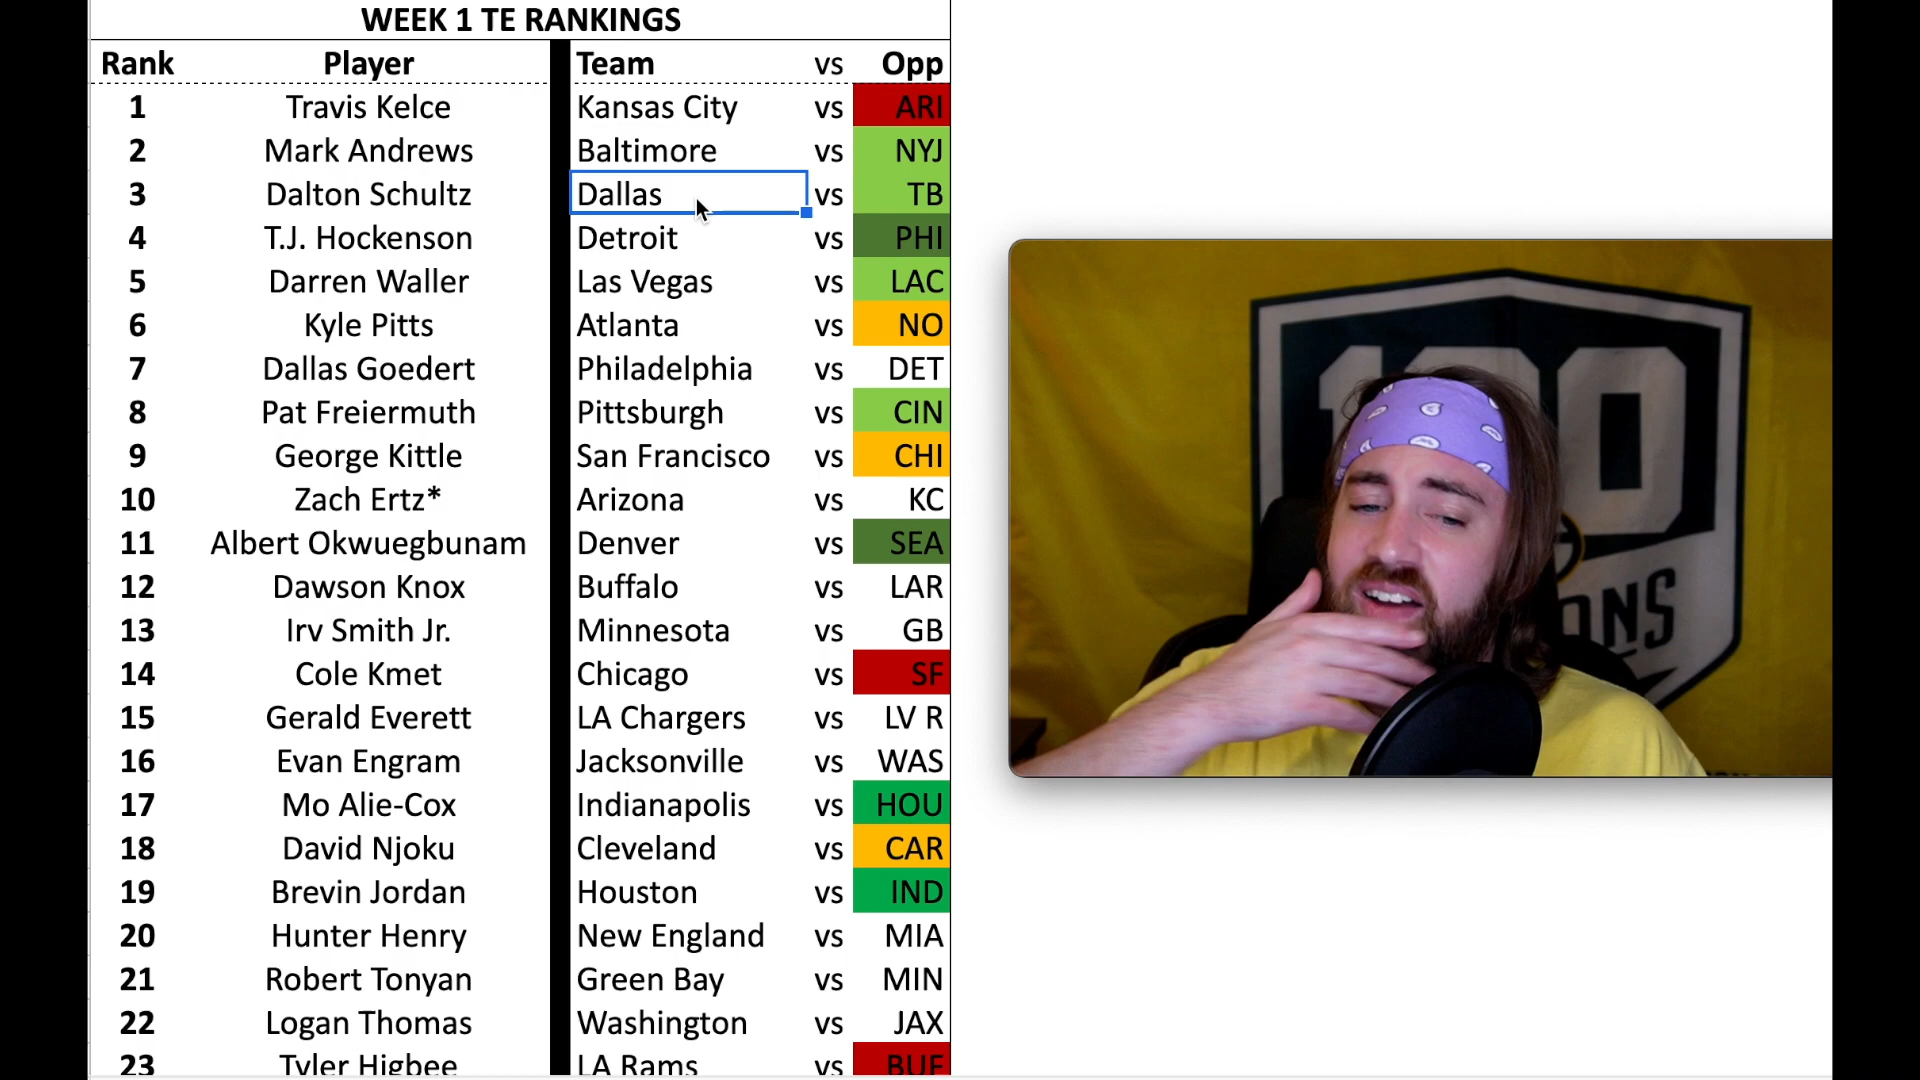 WEEK 1 TE RANKINGS
Rank Player Team vs Opp
1 Travis Kelce Kansas City vs ARI
2 Mark Andrews Baltimore vs NYJ
3 Dalton Schultz Dallas vs TB
4 T.J. Hockenson Detroit vs PHI
5 Darren Waller Las Vegas vs LAC
6 Kyle Pitts Atlanta vs NO
7 Dallas Goedert Philadelphia vs DET
8 Pat Freiermuth Pittsburgh vs CIN
9 George Kittle San Francisco vs CHI
10 Zach Ertz* Arizona vs KC
11 Albert Okwuegbunam Denver vs SEA
12 Dawson Knox Buffalo vs LAR
13 Irv Smith Jr. Minnesota vs GB
14 Cole Kmet Chicago vs SF
15 Gerald Everett LA Chargers vs LV R
16 Evan Engram Jacksonville vs WAS
17 Mo Alie-Cox Indianapolis vs HOU
18 David Njoku Cleveland vs CAR
19 Brevin Jordan Houston vs IND
20 Hunter Henry New England vs MIA
21 Robert Tonyan Green Bay vs MIN
22 Logan Thomas Washington vs JAX
23 Tyler Higbee LA Rams vs BUF